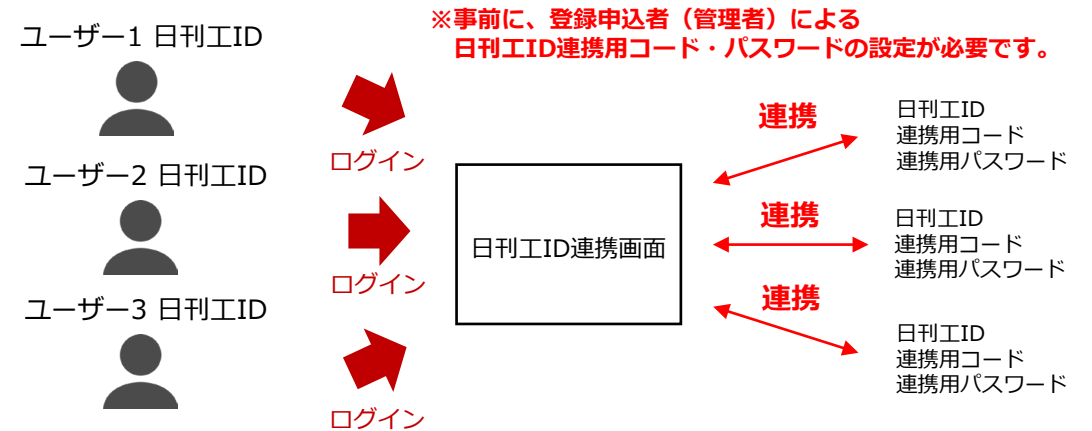 ※事前に、登録申込者（管理者）による
日刊工ID連携用コード・パスワードの設定が必要です。
ユーザー1 日刊工ID
ログイン
ユーザー2 日刊工ID
ログイン
ユーザー3 日刊工ID
ログイン
日刊工ID連携画面
連携
日刊工ID
連携用コード
連携用パスワード
連携
日刊工ID
連携用コード
連携用パスワード
連携
日刊工ID
連携用コード
連携用パスワード